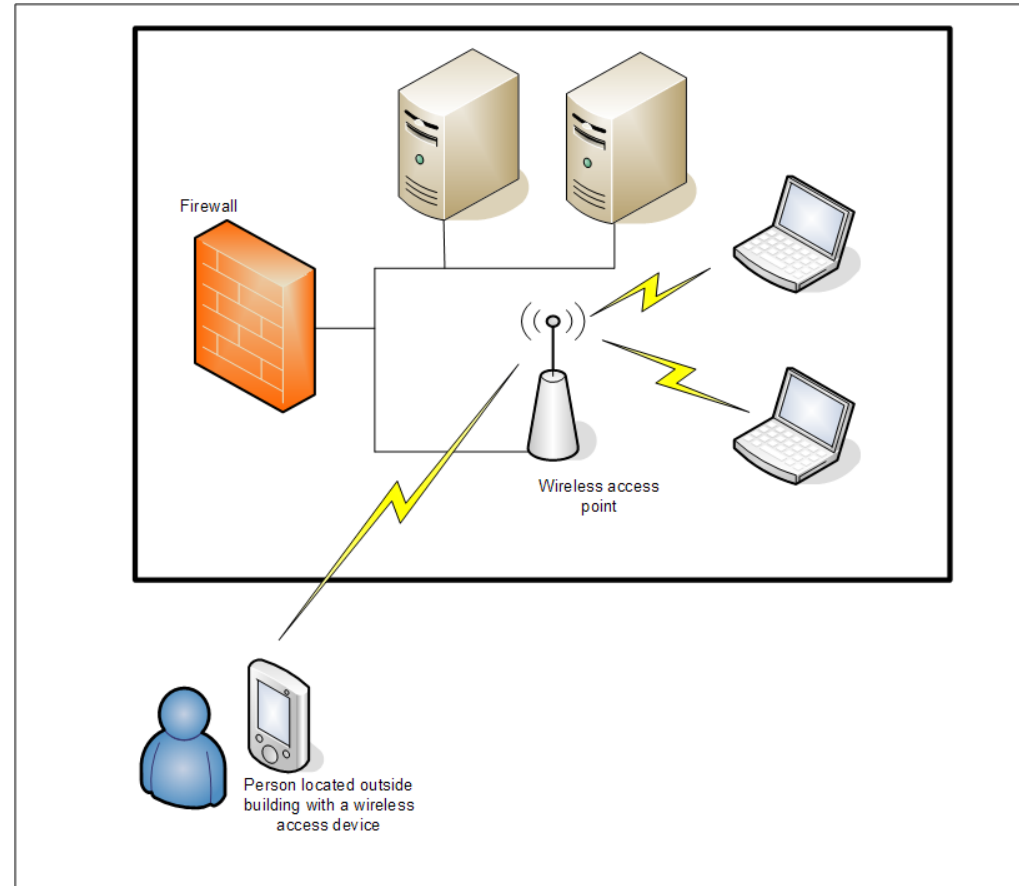 Firewall
Wireless access
point
Person located outside
building with a wireless
access device